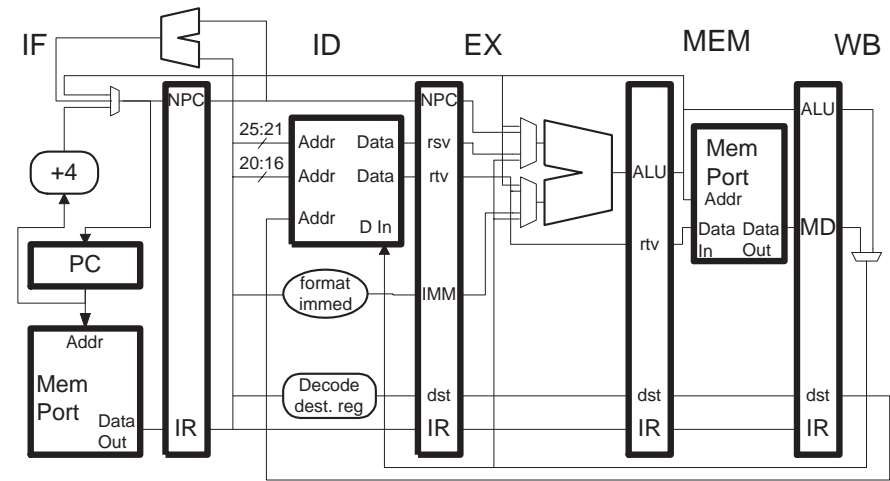 IF
ID
EX
MEM
WB
NPC
NPC
ALU
25:21
Addr
Data
rsv
20:16
Addr
Data
rtv
Addr
D In
+4
PC
Addr
Mem
Port
Data
Out
IR
format
immed
IMM
Decode
dest. reg
dst
IR
ALU
rtv
dst
IR
Mem
Port
Addr
Data
In
Data
Out
MD
dst
IR